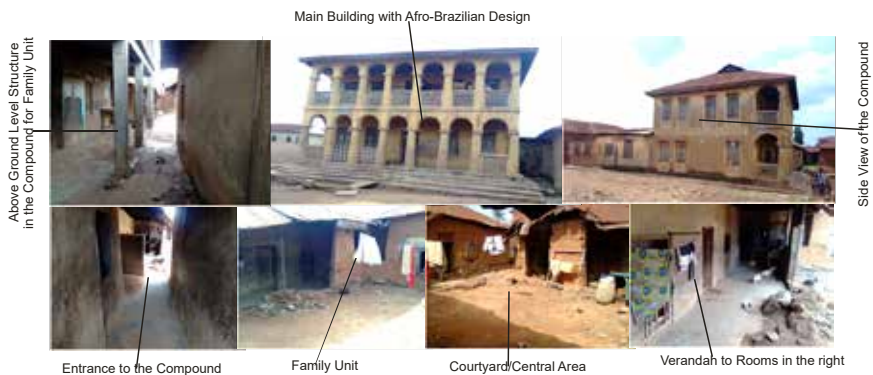 Main Building with Afro-Brazilian Design
Above Ground Level Structure
in the Compound for Family Unit
Side View of the Compound
Entrance to the Compound
Family Unit
Courtyard/Central Area
Verandah to Rooms in the right